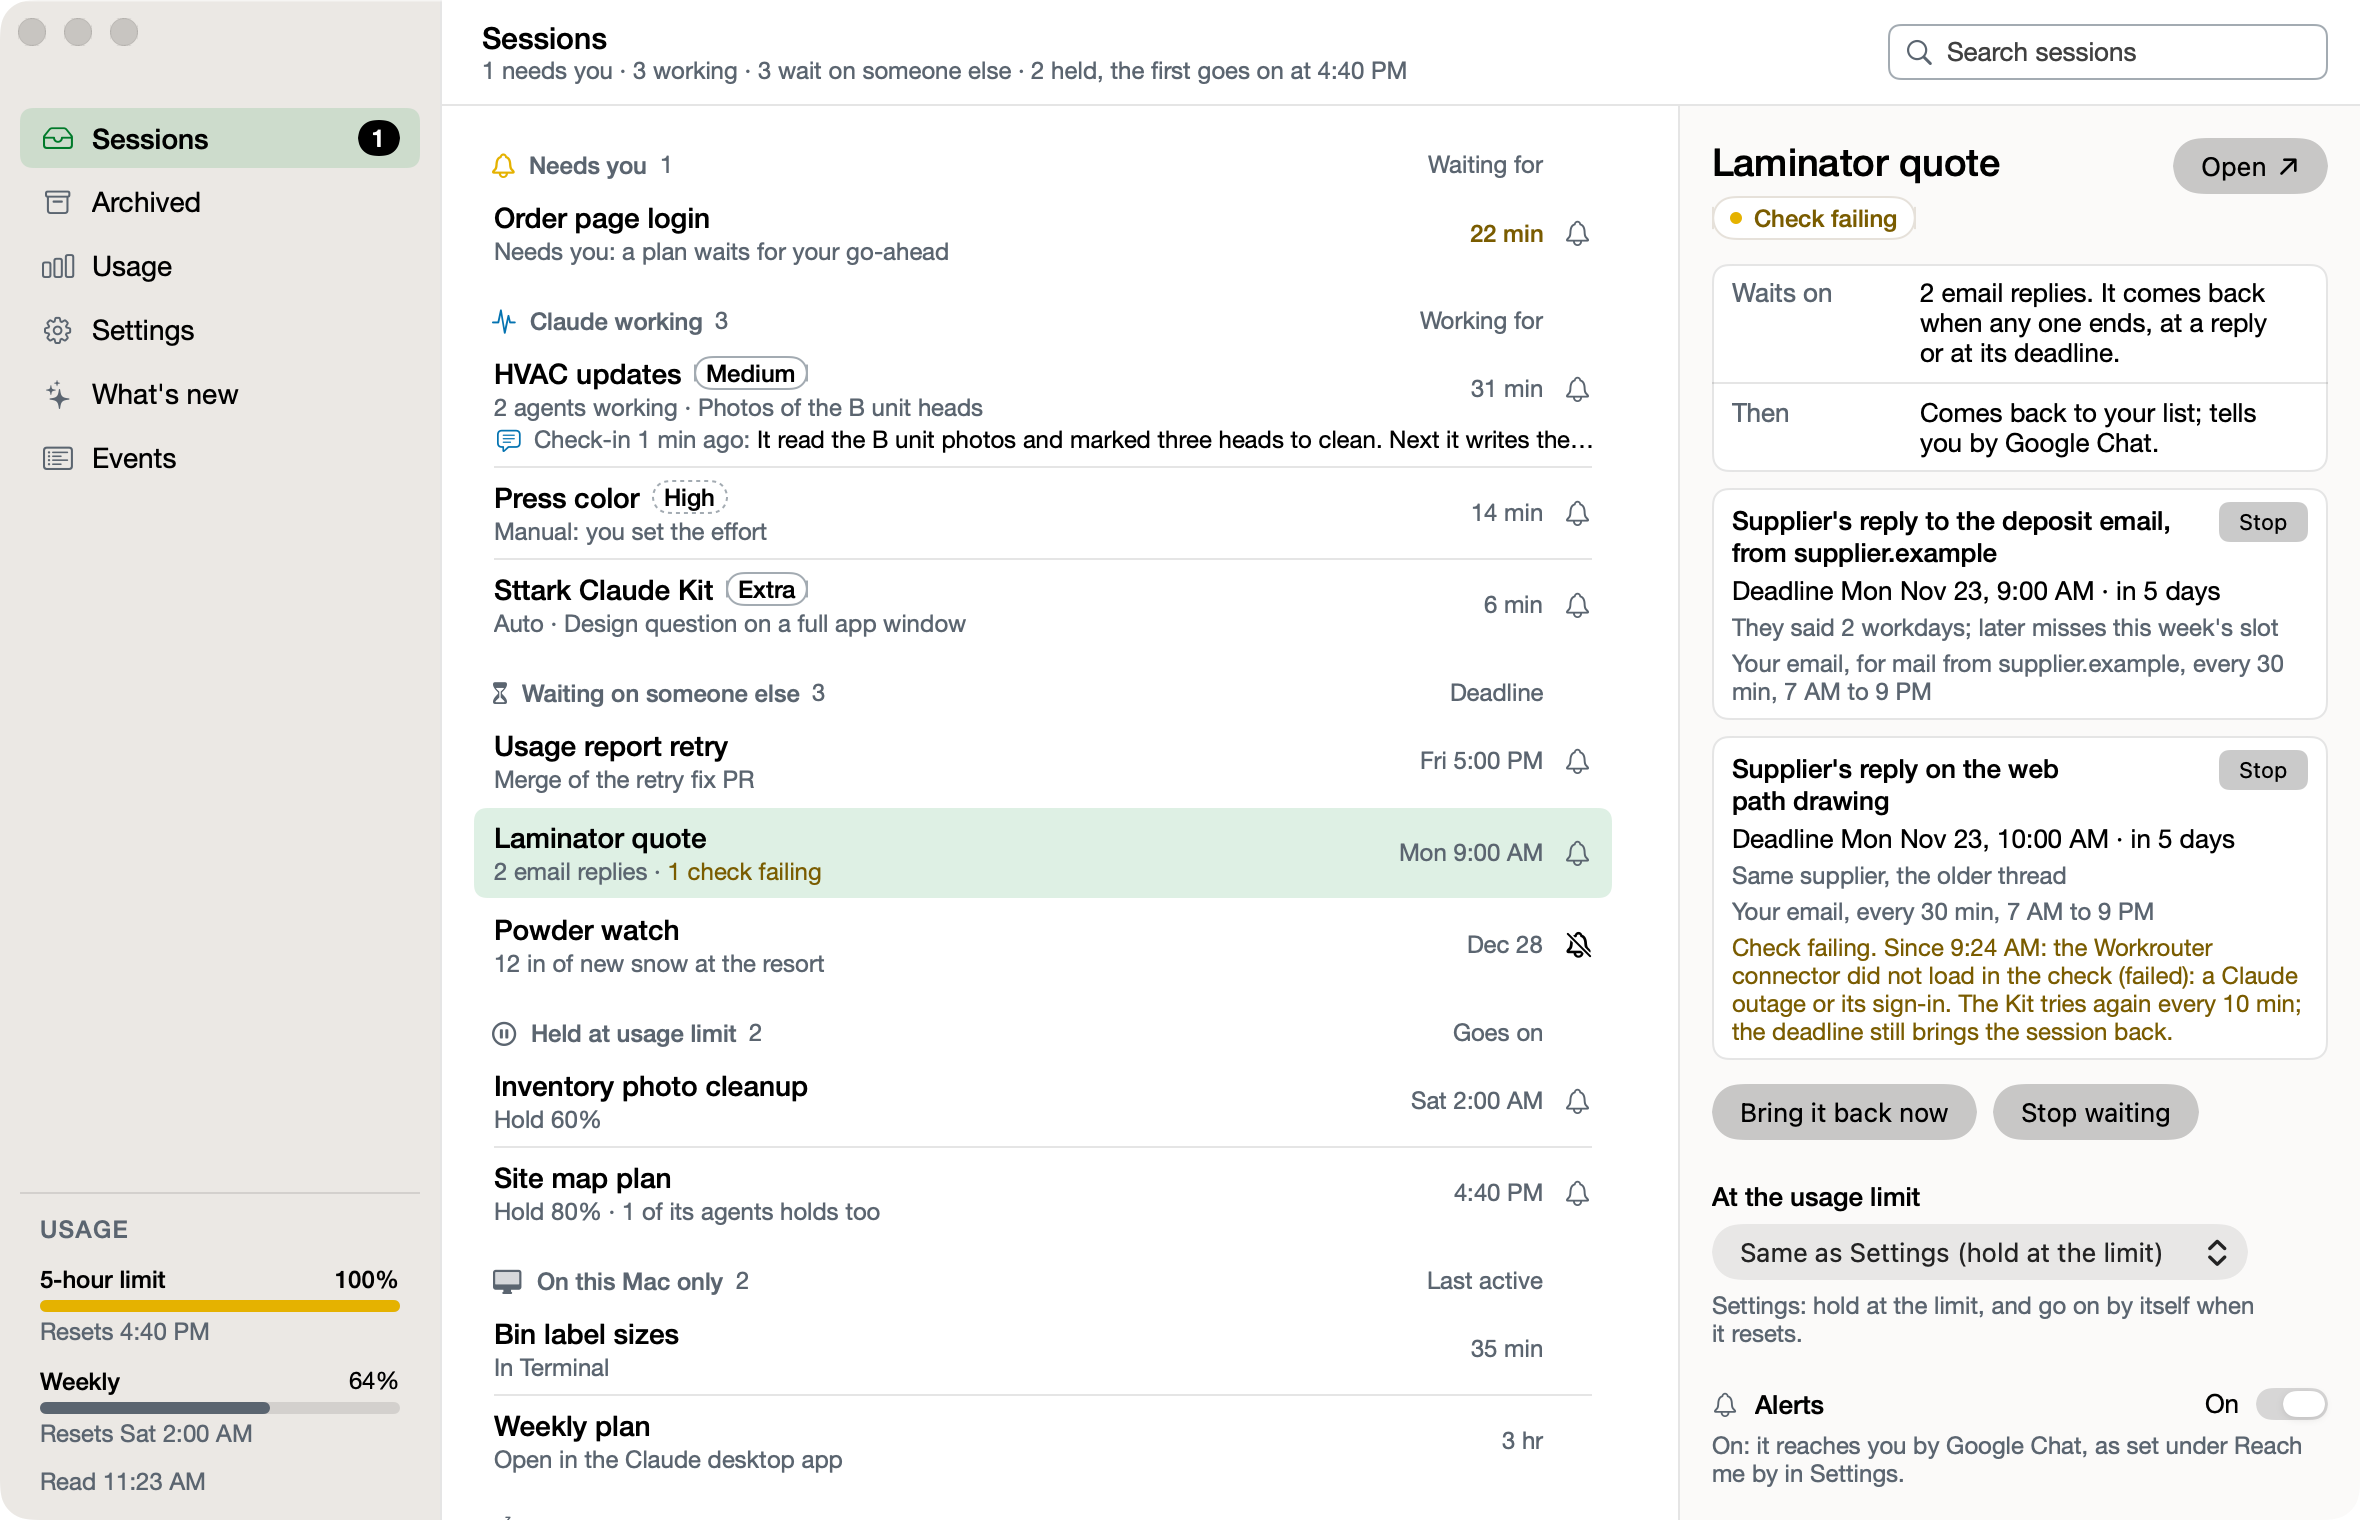 Sessions
1
Archived
Usage
Settings
What's new
Events
USAGE
5-hour limit 100%
Resets 4:40 PM
Weekly 64%
Resets Sat 2:00 AM
Read 11:23 AM
Sessions
1 needs you · 3 working · 3 wait on someone else · 2 held, the first goes on at 4:40 PM
Search sessions
Needs you 1 Waiting for
Order page login
Needs you: a plan waits for your go-ahead
22 min
Claude working 3 Working for
HVAC updates Medium
2 agents working · Photos of the B unit heads
31 min
Check-in 1 min ago: It read the B unit photos and marked three heads to clean. Next it writes the…
Press color High
Manual: you set the effort
14 min
Sttark Claude Kit Extra
Auto · Design question on a full app window
6 min
Waiting on someone else 3 Deadline
Usage report retry
Merge of the retry fix PR
Fri 5:00 PM
Laminator quote
2 email replies · 1 check failing
Mon 9:00 AM
Powder watch
12 in of new snow at the resort
Dec 28
Held at usage limit 2 Goes on
Inventory photo cleanup
Hold 60%
Sat 2:00 AM
Site map plan
Hold 80% · 1 of its agents holds too
4:40 PM
On this Mac only 2 Last active
Bin label sizes
In Terminal
35 min
Weekly plan
Open in the Claude desktop app
3 hr
Laminator quote
Open
Check failing
Waits on
2 email replies. It comes back
when any one ends, at a reply
or at its deadline.
Then
Comes back to your list; tells
you by Google Chat.
Supplier's reply to the deposit email,
from supplier.example
Stop
Deadline Mon Nov 23, 9:00 AM · in 5 days
They said 2 workdays; later misses this week's slot
Your email, for mail from supplier.example, every 30
min, 7 AM to 9 PM
Supplier's reply on the web
path drawing
Stop
Deadline Mon Nov 23, 10:00 AM · in 5 days
Same supplier, the older thread
Your email, every 30 min, 7 AM to 9 PM
Check failing. Since 9:24 AM: the Workrouter
connector did not load in the check (failed): a Claude
outage or its sign-in. The Kit tries again every 10 min;
the deadline still brings the session back.
Bring it back now
Stop waiting
At the usage limit
Same as Settings (hold at the limit)
Settings: hold at the limit, and go on by itself when
it resets.
Alerts On
On: it reaches you by Google Chat, as set under Reach
me by in Settings.